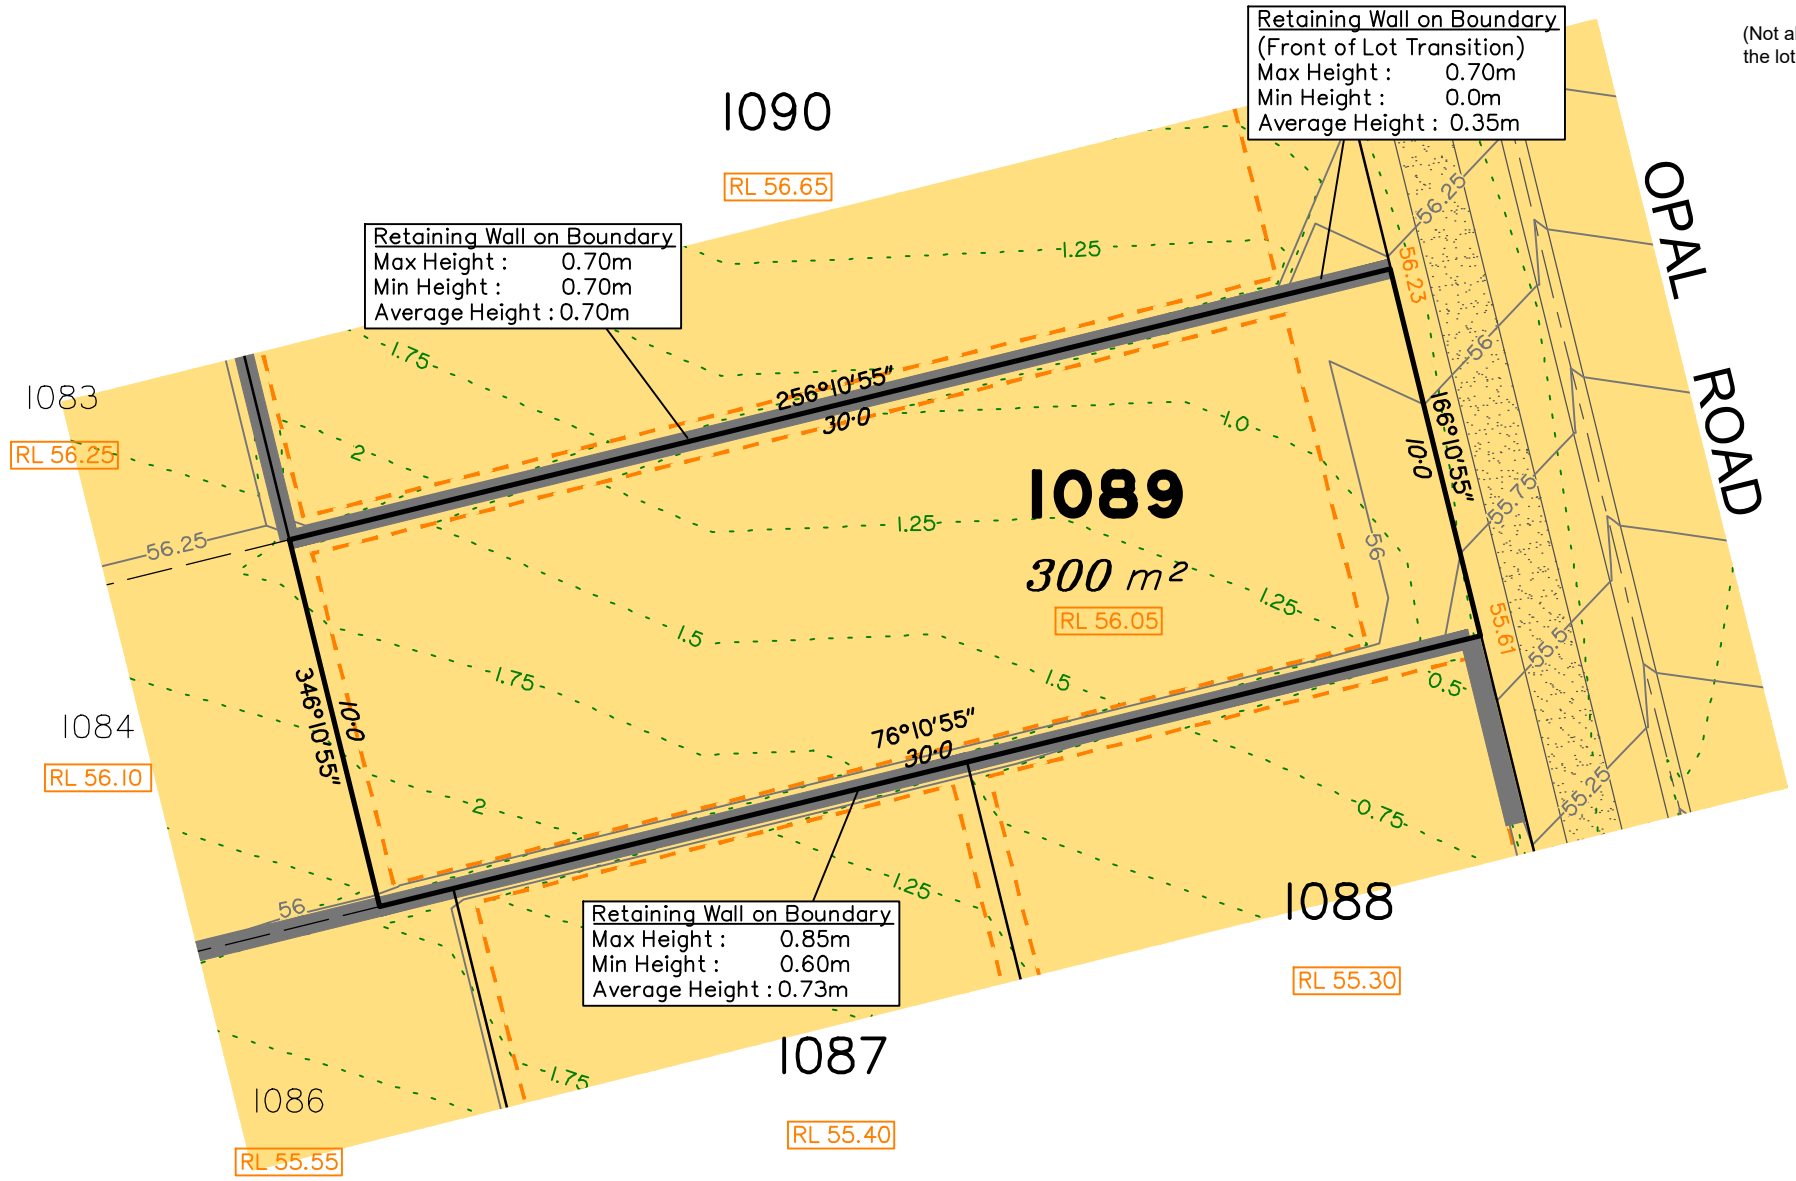 Retaining Wall on Boundary
(Front of Lot Transition)
Max Height : 0.70m
Min Height : 0.0m
Average Height : 0.35m
(Not al
the lot
1090
RL 56.65
OPAL
ROAD
Retaining Wall on Boundary
Max Height : 0.70m
Min Height : 0.70m
Average Height : 0.70m
1.25
56.25
56.23
1.75
56
1083
RL 56.25
2
256°10'55"
30·0
1.0
166°10'55"
10·0
1089
300 m²
RL 56.05
1.25
55.75
56
56.25
1.25
1.5
55.61
55.5
1.75
1.5
0.5
346°10'55"
10·0
1084
RL 56.10
76°10'55"
30·0
2
0.75
55.25
56
1.25
1088
RL 55.30
Retaining Wall on Boundary
Max Height : 0.85m
Min Height : 0.60m
Average Height : 0.73m
1087
RL 55.40
1.75
1086
RL 55.55